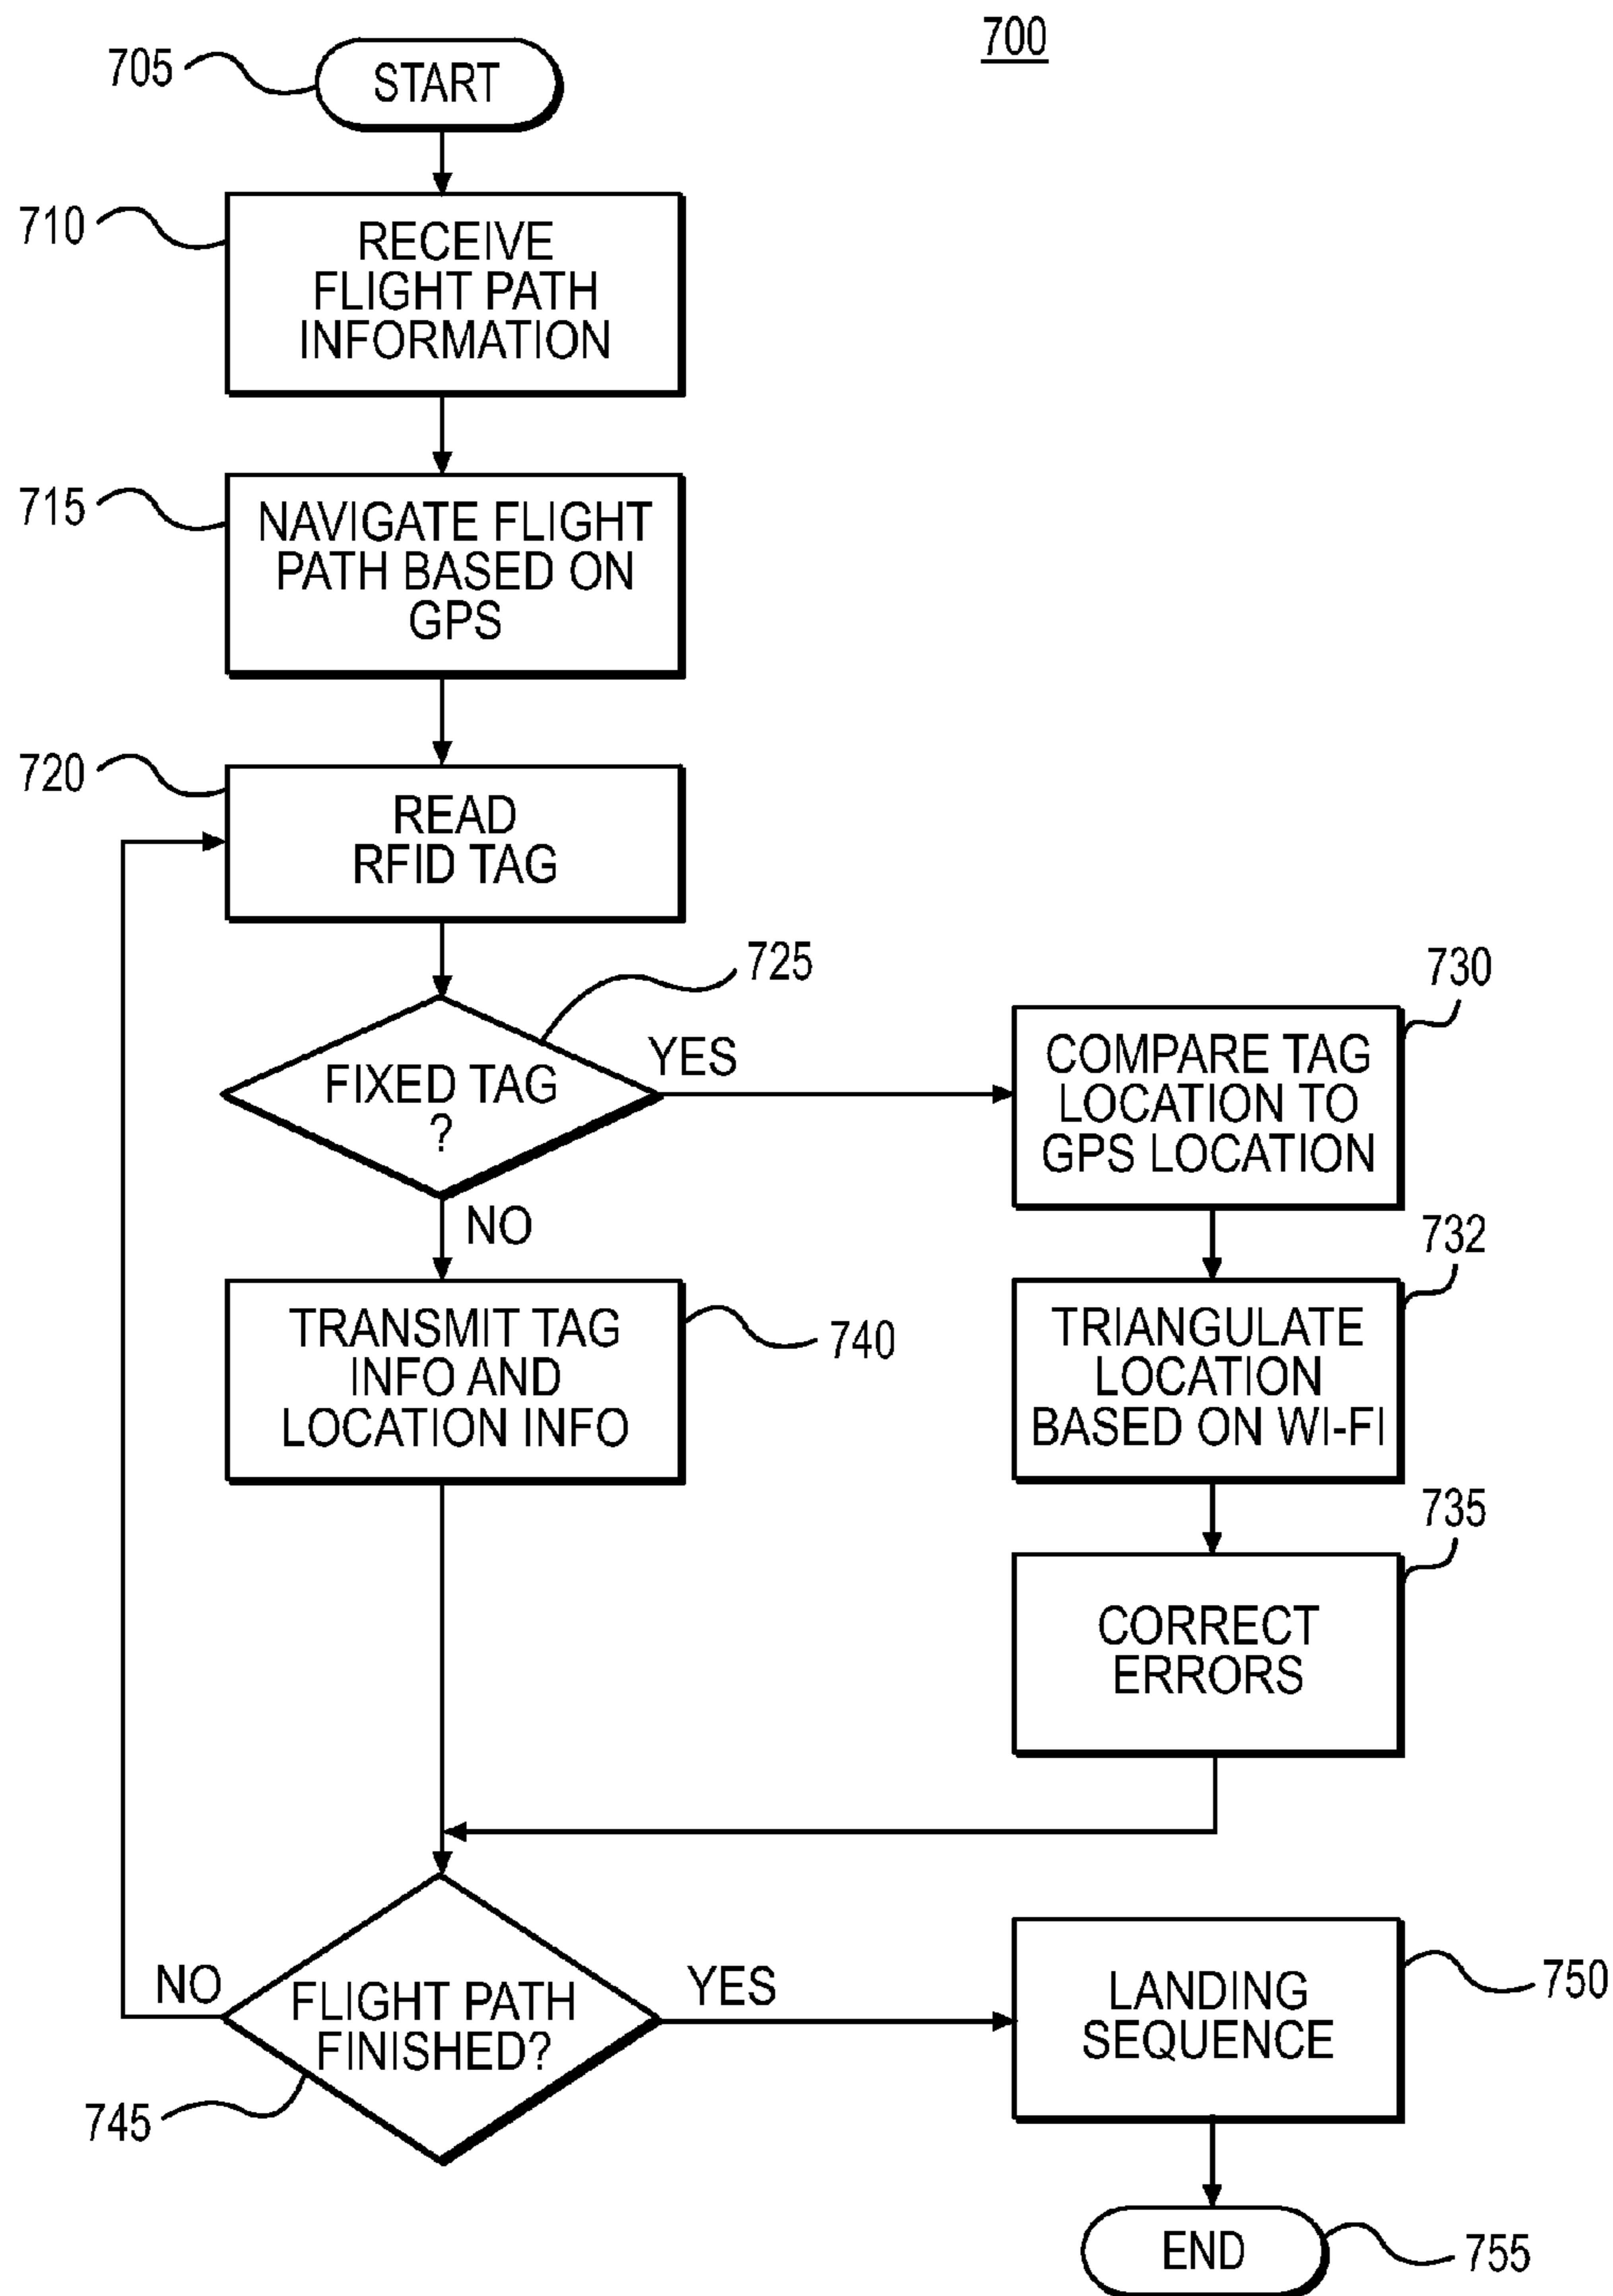 700
705
START
710
RECEIVE
FLIGHT PATH
INFORMATION
715
NAVIGATE FLIGHT
PATH BASED ON
GPS
720
READ
RFID TAG
725
FIXED TAG
?
YES
NO
730
COMPARE TAG
LOCATION TO
GPS LOCATION
732
TRIANGULATE
LOCATION
BASED ON WI-FI
735
CORRECT
ERRORS
740
TRANSMIT TAG
INFO AND
LOCATION INFO
NO
FLIGHT PATH
FINISHED?
YES
745
750
LANDING
SEQUENCE
END
755